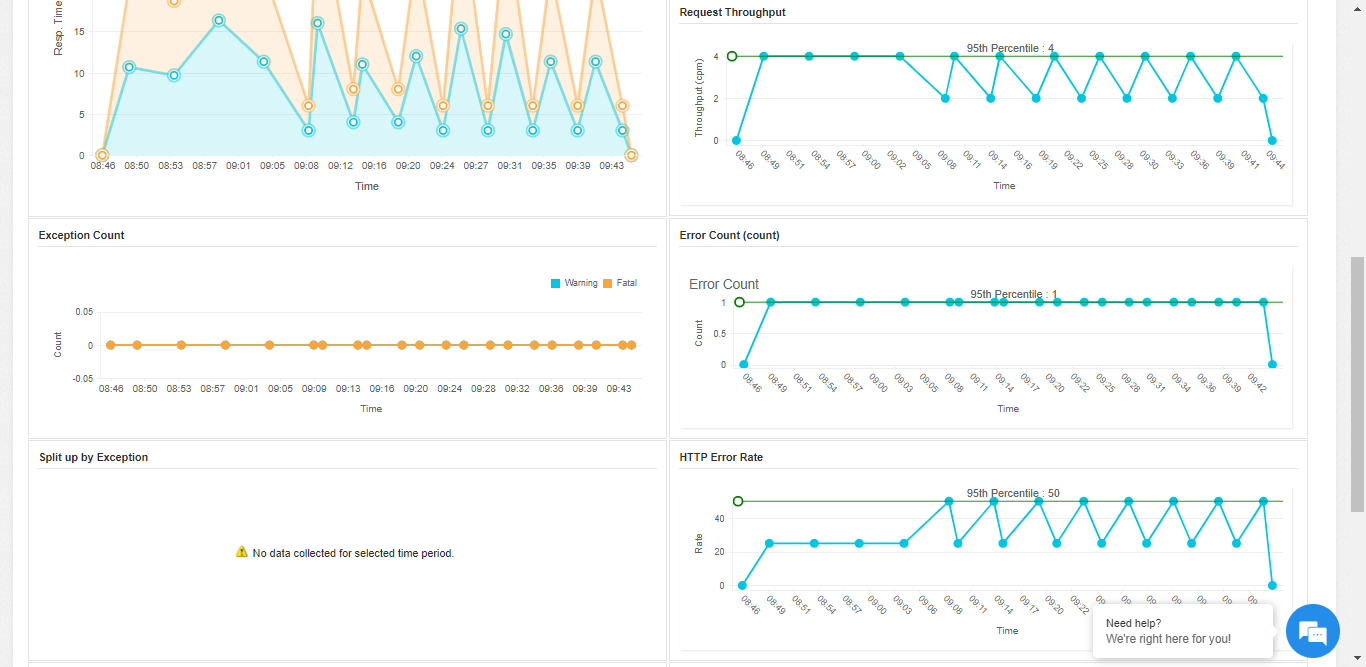 Resp. Time
15
10
5
0
08:46 08:50 08:53 08:57 09:01 09:05 09:08 09:12 09:16 09:20 09:24 09:27 09:31 09:35 09:39 09:43
Time
Request Throughput
95th Percentile : 4
Throughput (cpm)
4
2
0
08:46 08:49 08:51 08:54 08:57 09:00 09:02 09:05 09:08 09:11 09:14 09:16 09:19 09:22 09:25 09:28 09:30 09:33 09:36 09:39 09:41 09:44
Time
Exception Count
Warning Fatal
Count
0.05
0
-0.05
08:46 08:50 08:53 08:57 09:01 09:05 09:09 09:13 09:16 09:20 09:24 09:28 09:32 09:36 09:39 09:43
Time
Error Count (count)
Error Count
95th Percentile : 1
Count
1
0.5
0
08:46 08:49 08:51 08:54 08:57 09:00 09:03 09:05 09:08 09:11 09:14 09:17 09:20 09:22 09:25 09:28 09:31 09:34 09:36 09:39 09:42
Time
Split up by Exception
No data collected for selected time period.
HTTP Error Rate
95th Percentile : 50
Rate
40
20
0
08:46 08:49 08:51 08:54 08:57 09:00 09:03 09:06 09:08 09:11 09:14 09:17 09:20 09:22
Time
Need help?
We're right here for you!